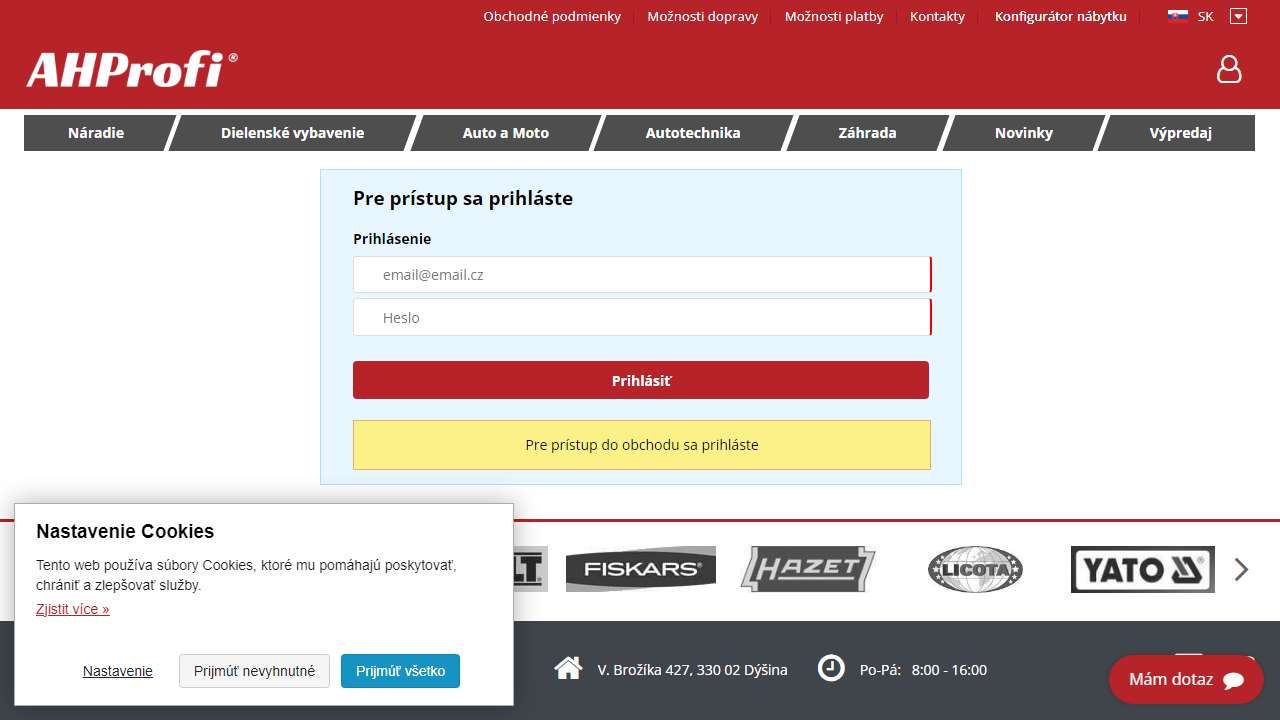 Obchodné podmienky
Možnosti dopravy
Možnosti platby
Kontakty
Konfigurátor nábytku
SK
AHProfi®
Náradie
Dielenské vybavenie
Auto a Moto
Autotechnika
Záhrada
Novinky
Výpredaj
Pre prístup sa prihláste
Prihlásenie
email@email.cz
Heslo
Prihlásiť
Pre prístup do obchodu sa prihláste
Nastavenie Cookies
Tento web používa súbory Cookies, ktoré mu pomáhajú poskytovať,
chrániť a zlepšovať služby.
Zjistit více »
Nastavenie
Prijmúť nevyhnutné
Prijmúť všetko
FISKARS®
HAZET
LICOTA
YATO
V. Brožíka 427, 330 02 Dýšina
Po-Pá: 8:00 - 16:00
Mám dotaz